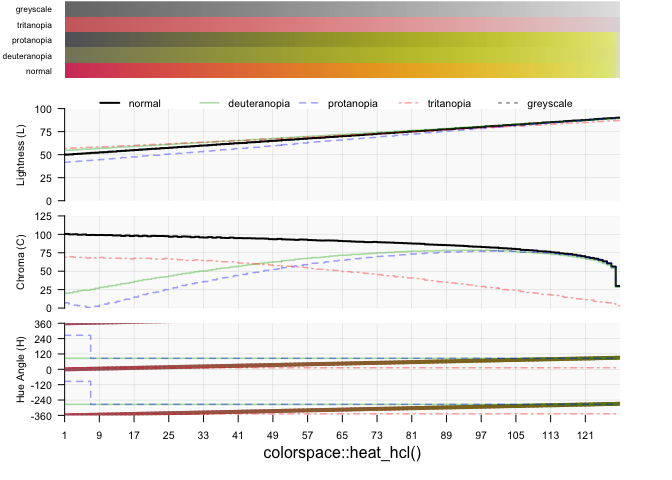 greyscale
tritanopia
protanopia
deuteranopia
normal
normal deuteranopia protanopia tritanopia greyscale
Lightness (L)
100
75
50
25
0
Chroma (C)
125
100
75
50
25
0
Hue Angle (H)
360
240
120
0
-120
-240
-360
1 9 17 25 33 41 49 57 65 73 81 89 97 105 113 121
colorspace::heat_hcl()